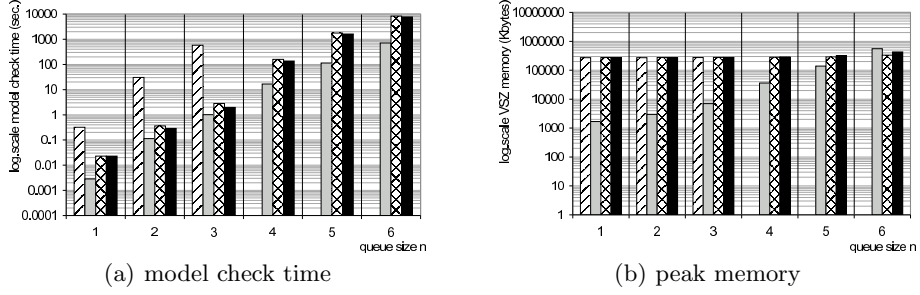 log.scale model check time (sec.)
10000
1000
100
10
1
0.1
0.01
0.001
0.0001
1 2 3 4 5 6
queue size n
(a) model check time
log.scale VSZ memory (Kbytes)
10000000
1000000
100000
10000
1000
100
10
1
1 2 3 4 5 6
queue size n
(b) peak memory